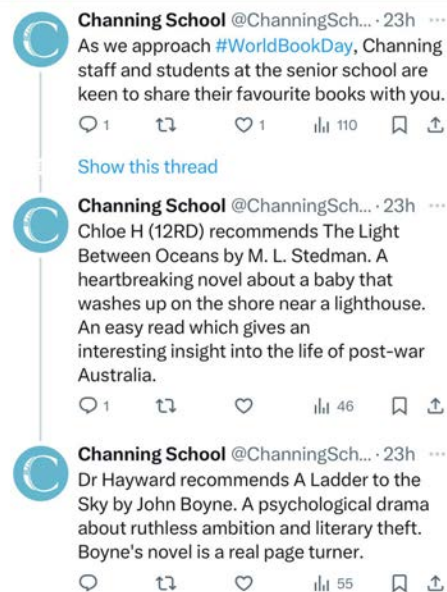 Channing School @ChanningSch... · 23h ...
As we approach #WorldBookDay, Channing
staff and students at the senior school are
keen to share their favourite books with you.
1 1 110
Show this thread
Channing School @ChanningSch... · 23h ...
Chloe H (12RD) recommends The Light
Between Oceans by M. L. Stedman. A
heartbreaking novel about a baby that
washes up on the shore near a lighthouse.
An easy read which gives an
interesting insight into the life of post-war
Australia.
1 46
Channing School @ChanningSch... · 23h ...
Dr Hayward recommends A Ladder to the
Sky by John Boyne. A psychological drama
about ruthless ambition and literary theft.
Boyne's novel is a real page turner.
55